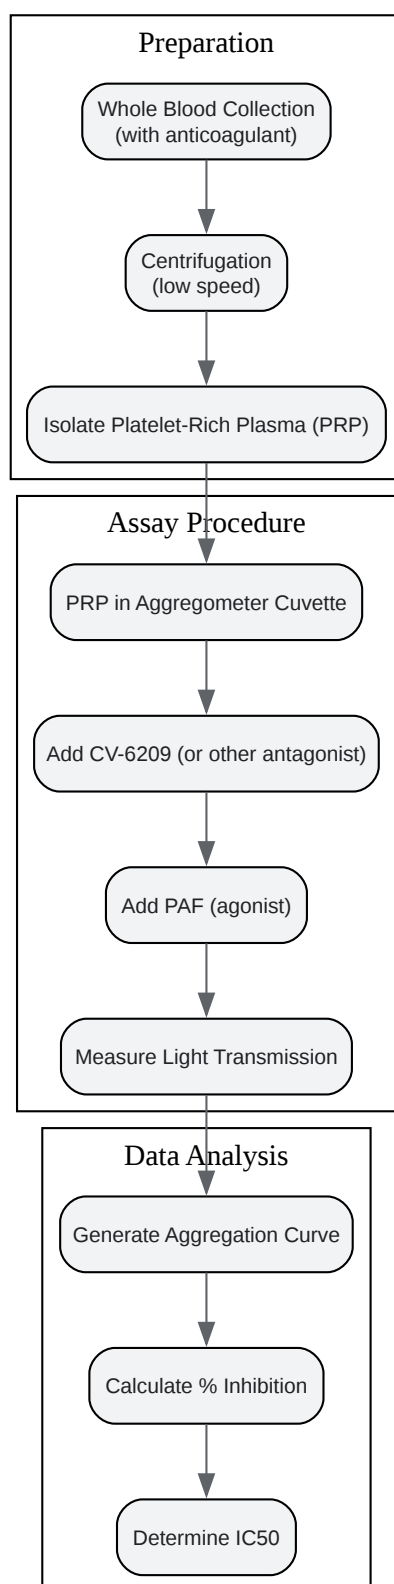 Preparation
Whole Blood Collection
(with anticoagulant)
Centrifugation
(low speed)
Isolate Platelet-Rich Plasma (PRP)
Assay Procedure
PRP in Aggregometer Cuvette
Add CV-6209 (or other antagonist)
Add PAF (agonist)
Measure Light Transmission
Data Analysis
Generate Aggregation Curve
Calculate % Inhibition
Determine IC50